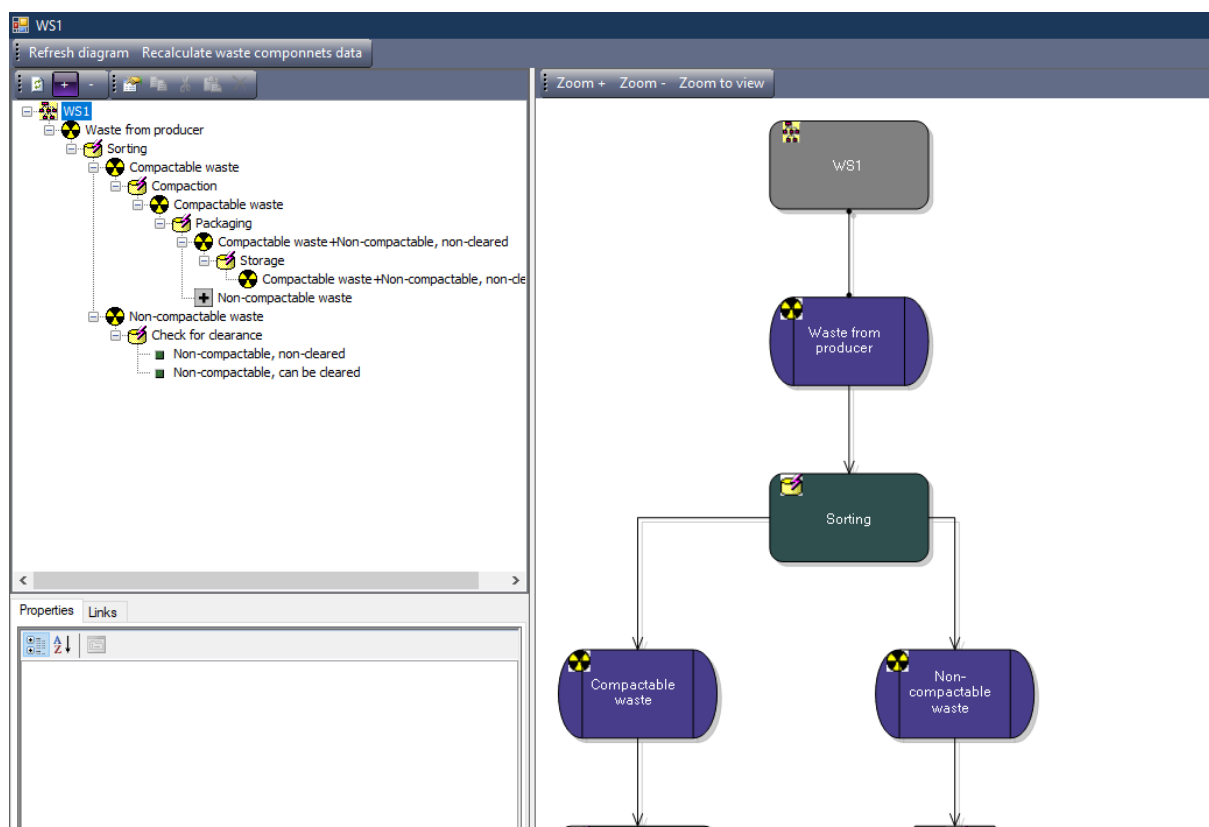 WS1
Refresh diagram Recalculate waste componnets data
+ -
WS1
Waste from producer
Sorting
Compactable waste
Compaction
Compactable waste
Packaging
Compactable waste+Non-compactable, non-cleared
Storage
Compactable waste+Non-compactable, non-cle
Non-compactable waste
Non-compactable waste
Check for clearance
Non-compactable, non-cleared
Non-compactable, can be cleared
Properties Links
Zoom + Zoom - Zoom to view
WS1
Waste from
producer
Sorting
Compactable
waste
Non-
compactable
waste